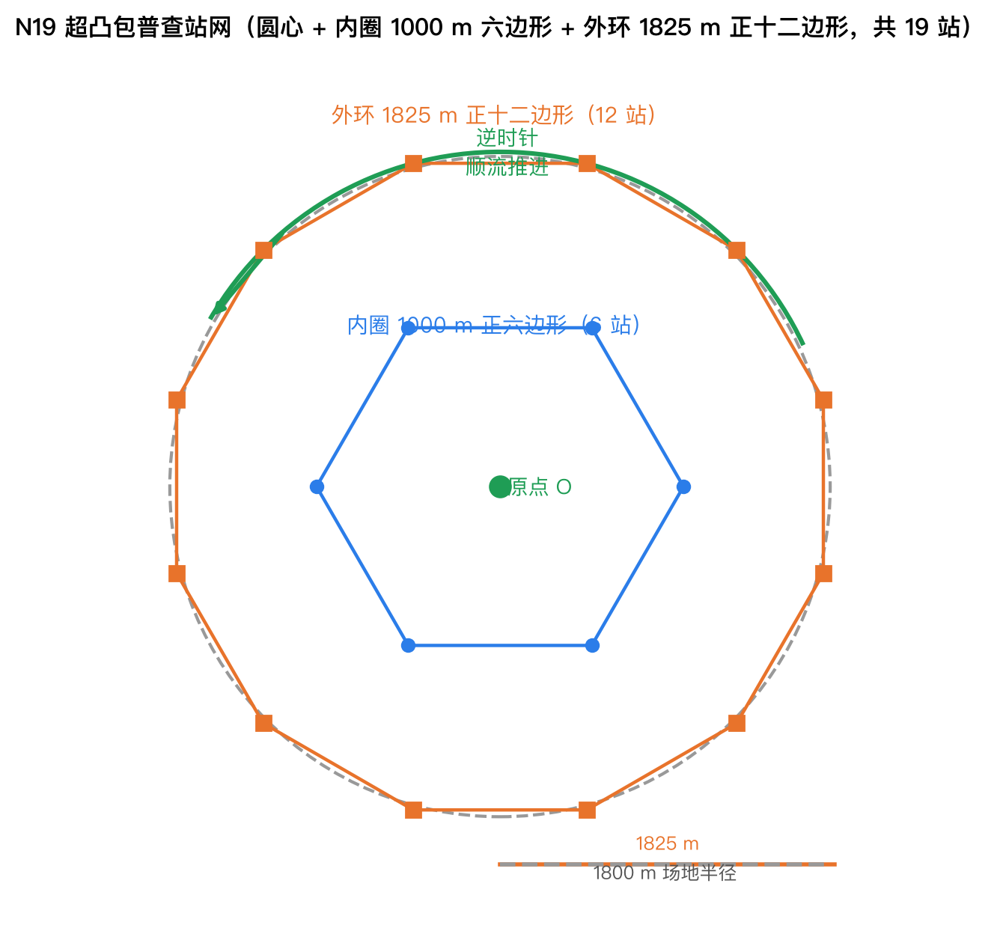 N19 超凸包普查站网（圆心 + 内圈 1000 m 六边形 + 外环 1825 m 正十二边形，共 19 站）
外环 1825 m 正十二边形（12 站）
逆时针
顺流推进
内圈 1000 m 正六边形（6 站）
原点 O
1825 m
1800 m 场地半径